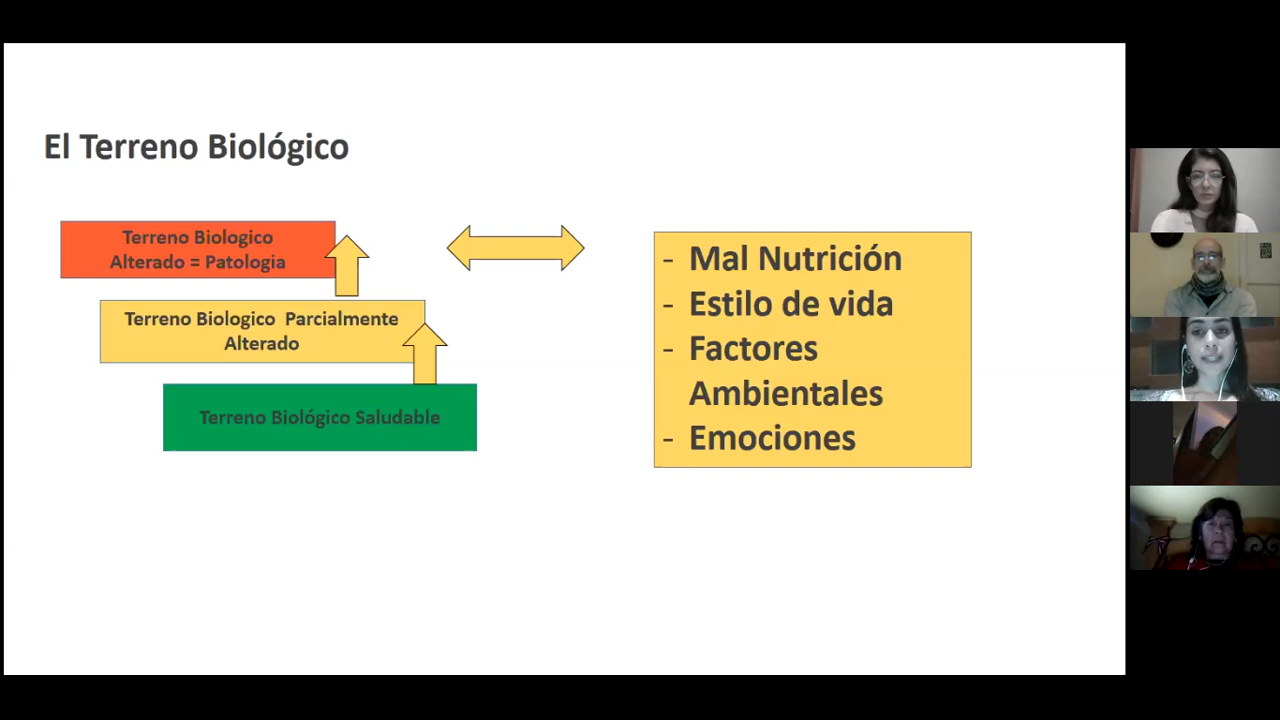 El Terreno Biológico
Terreno Biologico
Alterado = Patologia
Terreno Biologico  Parcialmente
Alterado
Terreno Biológico Saludable
- Mal Nutrición
- Estilo de vida
- Factores
Ambientales
- Emociones